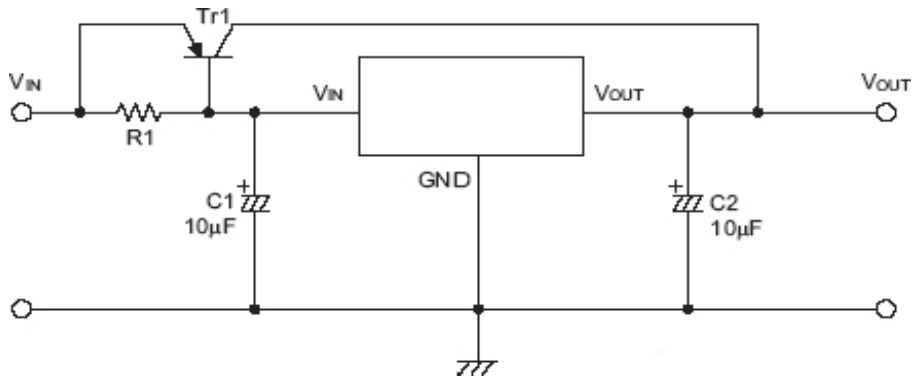 Tr1
VIN
R1
VIN
VOUT
VOUT
GND
+
C1
10μF
+
C2
10μF